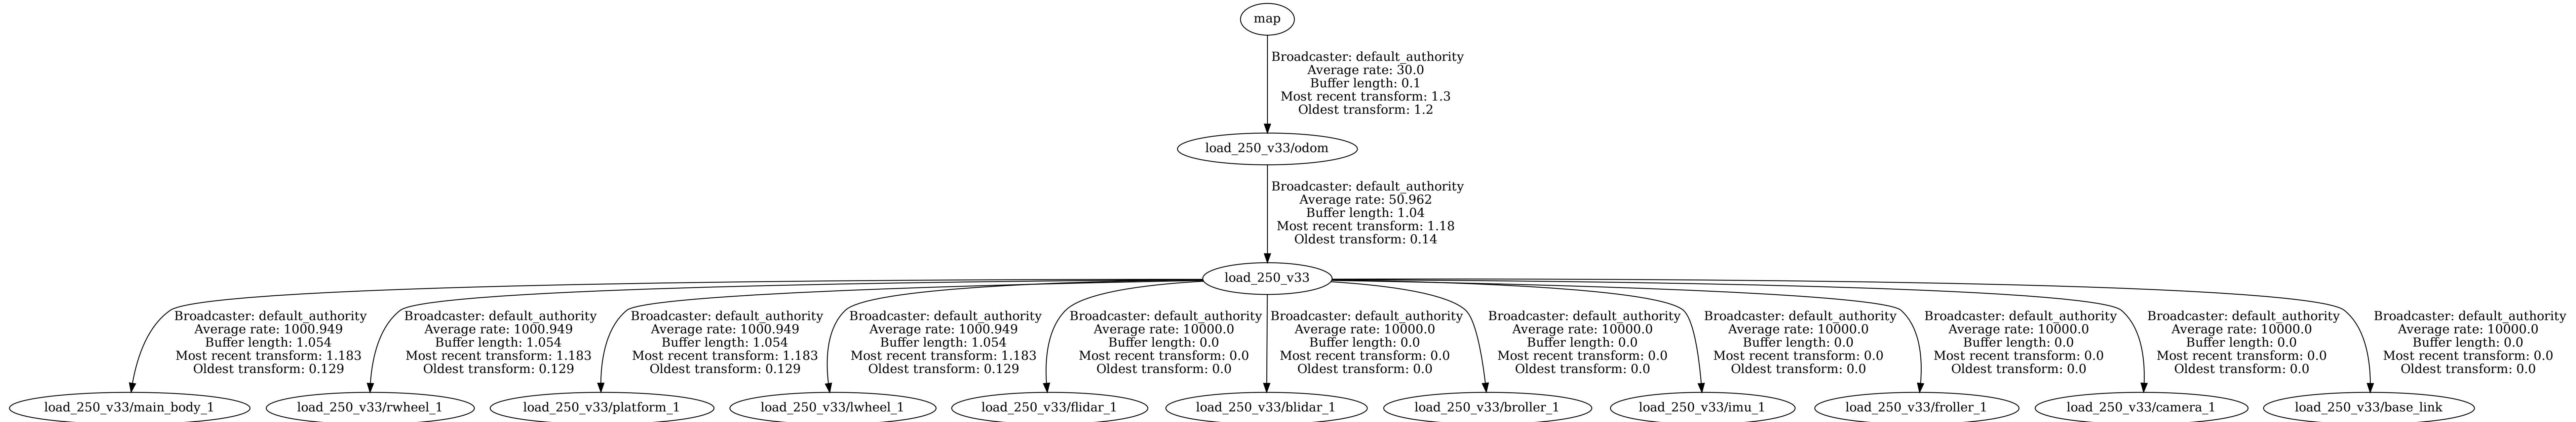 map
Broadcaster: default_authority
Average rate: 30.0
Buffer length: 0.1
Most recent transform: 1.3
Oldest transform: 1.2
load_250_v33/odom
Broadcaster: default_authority
Average rate: 50.962
Buffer length: 1.04
Most recent transform: 1.18
Oldest transform: 0.14
load_250_v33
Broadcaster: default_authority
Average rate: 1000.949
Buffer length: 1.054
Most recent transform: 1.183
Oldest transform: 0.129
Broadcaster: default_authority
Average rate: 1000.949
Buffer length: 1.054
Most recent transform: 1.183
Oldest transform: 0.129
Broadcaster: default_authority
Average rate: 1000.949
Buffer length: 1.054
Most recent transform: 1.183
Oldest transform: 0.129
Broadcaster: default_authority
Average rate: 1000.949
Buffer length: 1.054
Most recent transform: 1.183
Oldest transform: 0.129
Broadcaster: default_authority
Average rate: 10000.0
Buffer length: 0.0
Most recent transform: 0.0
Oldest transform: 0.0
Broadcaster: default_authority
Average rate: 10000.0
Buffer length: 0.0
Most recent transform: 0.0
Oldest transform: 0.0
Broadcaster: default_authority
Average rate: 10000.0
Buffer length: 0.0
Most recent transform: 0.0
Oldest transform: 0.0
Broadcaster: default_authority
Average rate: 10000.0
Buffer length: 0.0
Most recent transform: 0.0
Oldest transform: 0.0
Broadcaster: default_authority
Average rate: 10000.0
Buffer length: 0.0
Most recent transform: 0.0
Oldest transform: 0.0
Broadcaster: default_authority
Average rate: 10000.0
Buffer length: 0.0
Most recent transform: 0.0
Oldest transform: 0.0
Broadcaster: default_authority
Average rate: 10000.0
Buffer length: 0.0
Most recent transform: 0.0
Oldest transform: 0.0
load_250_v33/main_body_1
load_250_v33/rwheel_1
load_250_v33/platform_1
load_250_v33/lwheel_1
load_250_v33/flidar_1
load_250_v33/blidar_1
load_250_v33/broller_1
load_250_v33/imu_1
load_250_v33/froller_1
load_250_v33/camera_1
load_250_v33/base_link